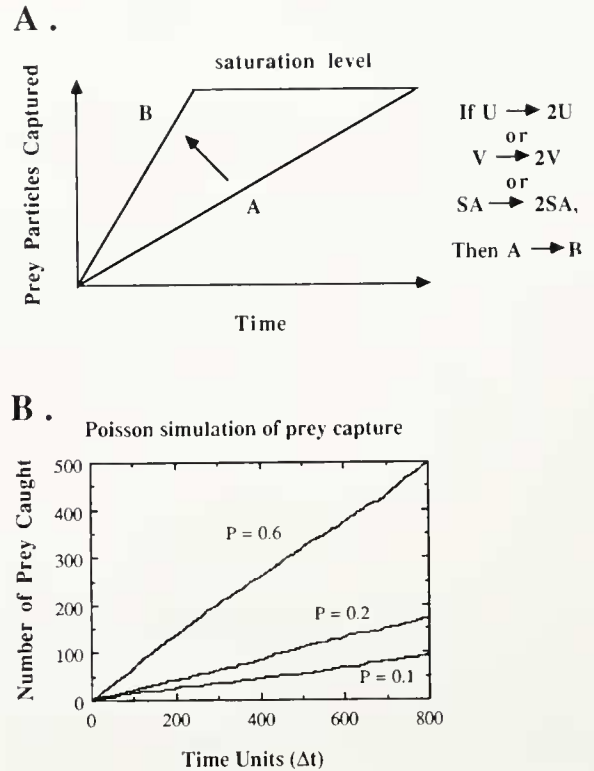 A.
saturation level
Prey Particles Captured
B
A
Time
If U → 2U
or
V → 2V
or
SA → 2SA,
Then A → B
B.
Poisson simulation of prey capture
Number of Prey Caught
500
400
300
200
100
0
P = 0.6
P = 0.2
P = 0.1
0 200 400 600 800
Time Units (Δt)